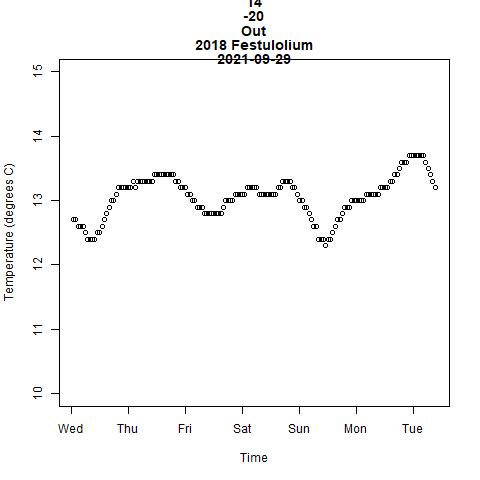 14
-20
Out
2018 Festulolium
2021-09-29
Temperature (degrees C)
15
14
13
12
11
10
Wed Thu Fri Sat Sun Mon Tue
Time